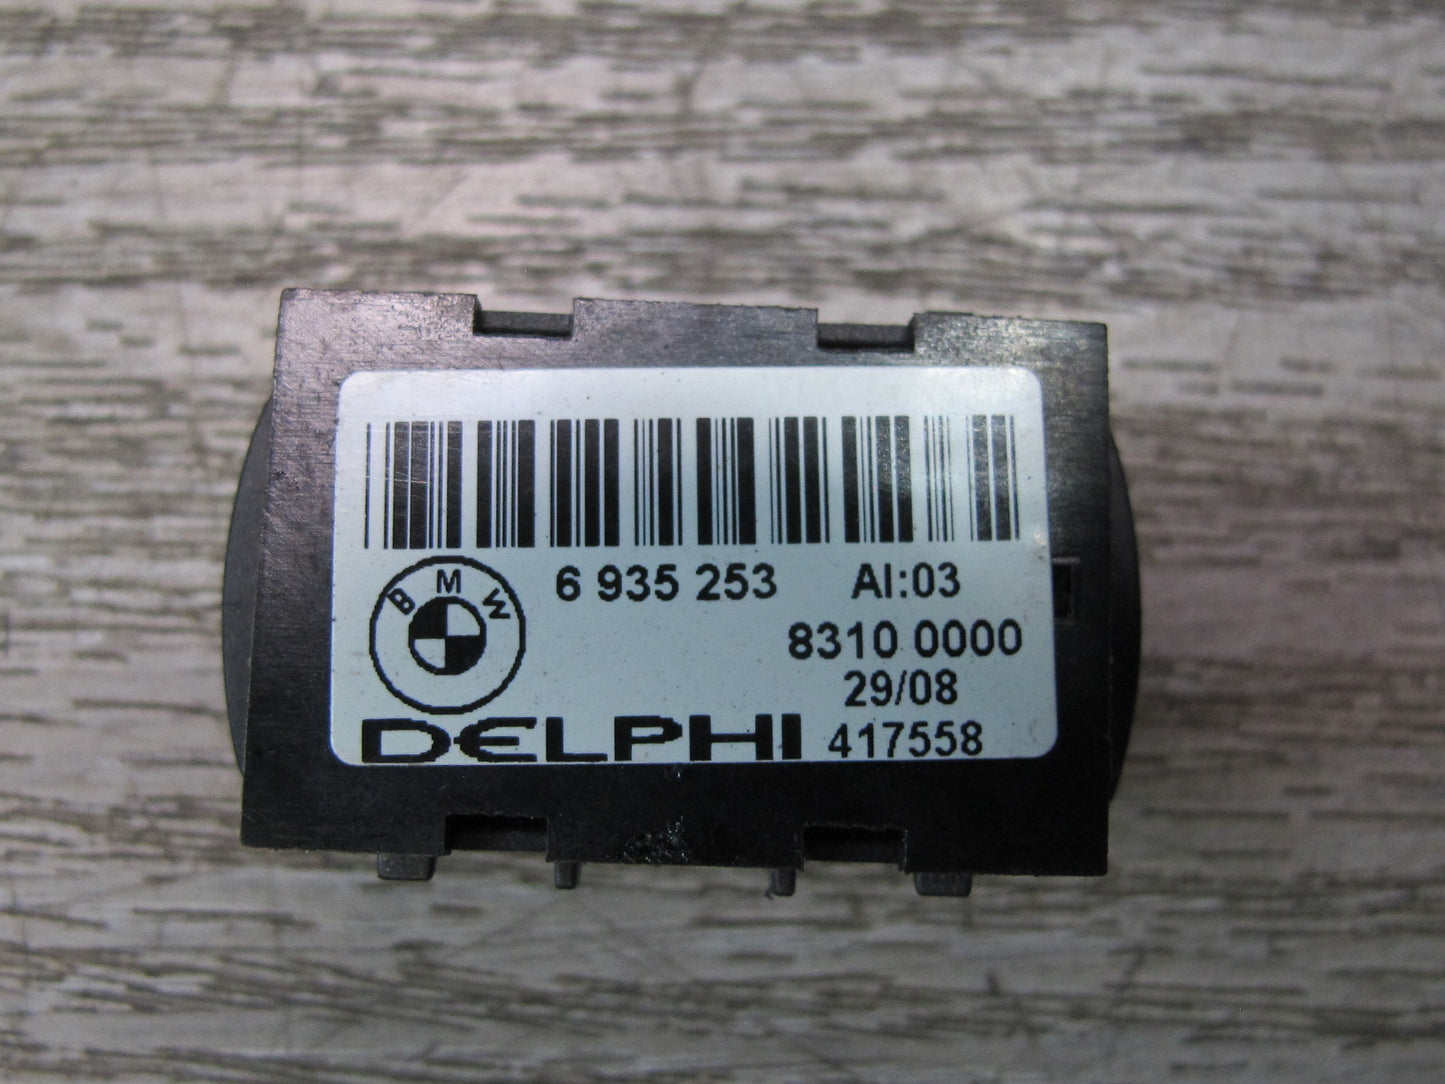 6 935 253 AI:03
8310 0000
BMW
29/08
DELPHI 417558